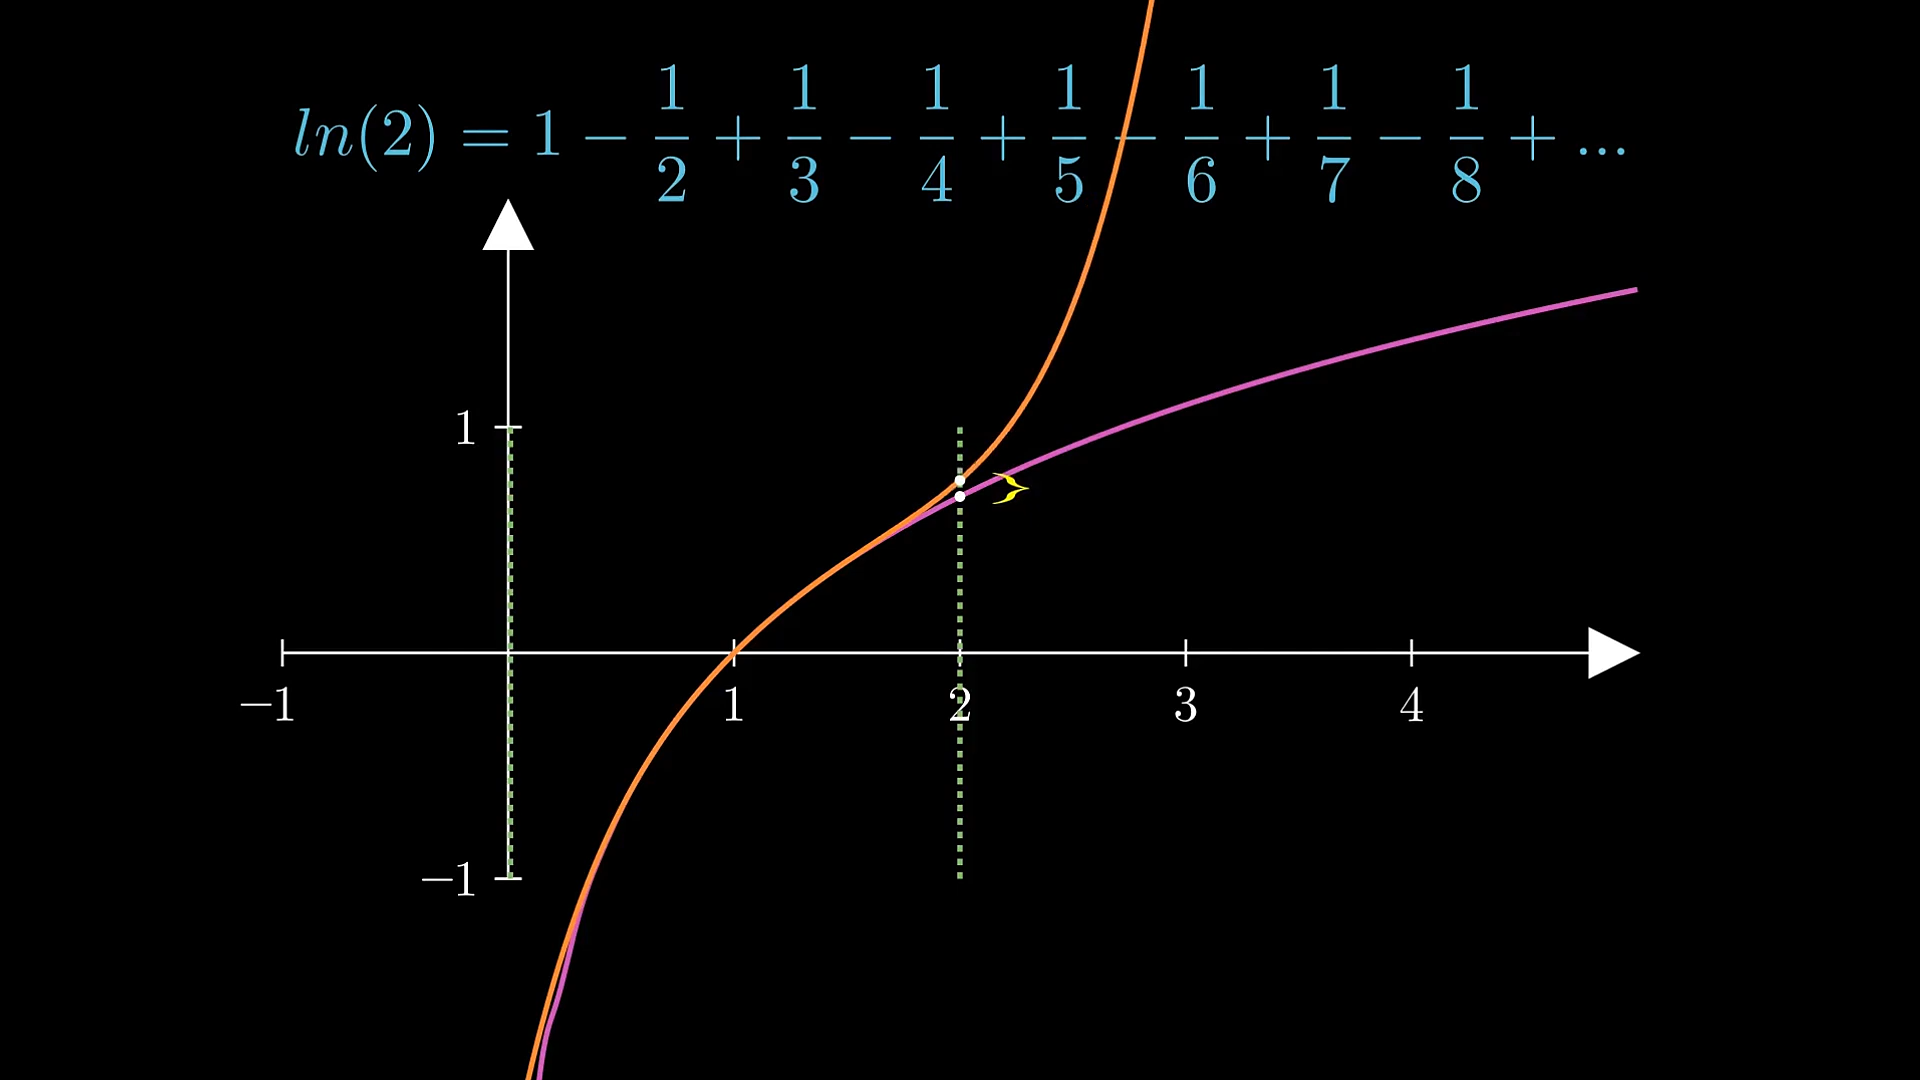 ln(2) = 1 − 1/2 + 1/3 − 1/4 + 1/5 − 1/6 + 1/7 − 1/8 + ...
1
−1 1 2 3 4
−1